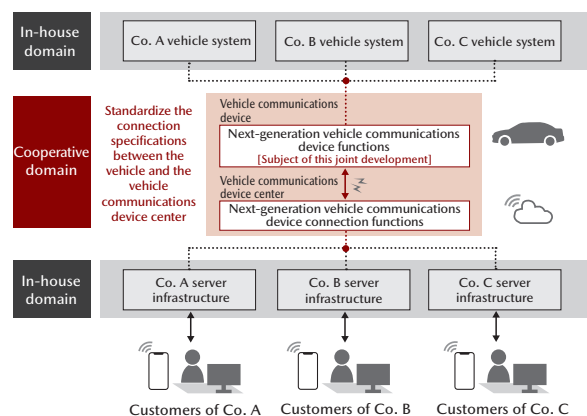 In-house
domain
Co. A vehicle system
Co. B vehicle system
Co. C vehicle system
Cooperative
domain
Standardize the
connection
specifications
between the
vehicle and the
vehicle
communications
device center
Vehicle communications
device
Next-generation vehicle communications
device functions
[Subject of this joint development]
Vehicle communications
device center
Next-generation vehicle communications
device connection functions
In-house
domain
Co. A server
infrastructure
Co. B server
infrastructure
Co. C server
infrastructure
Customers of Co. A
Customers of Co. B
Customers of Co. C